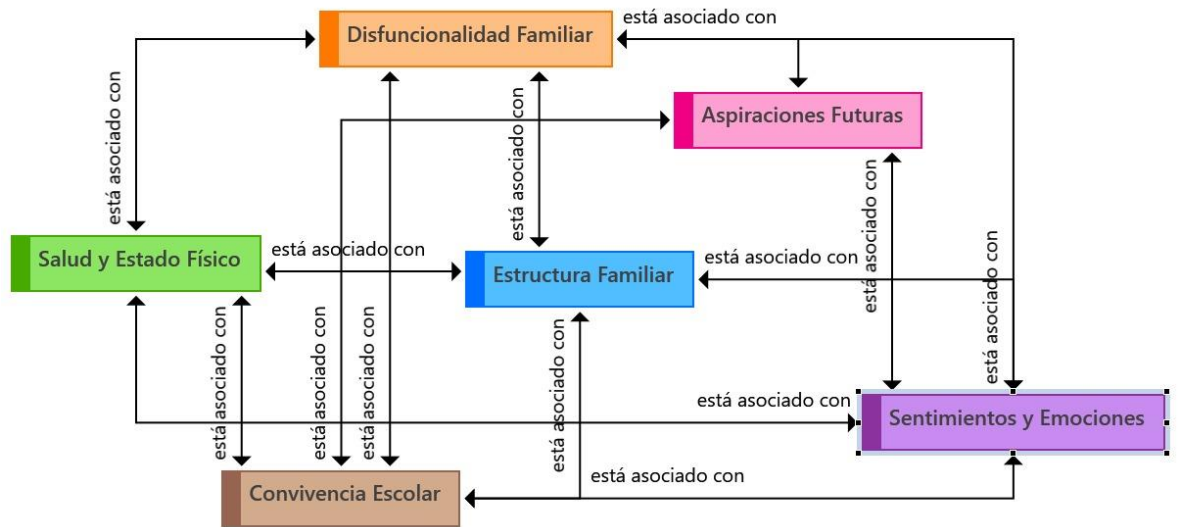 está asociado con
Disfuncionalidad Familiar
está asociado con
Aspiraciones Futuras
está asociado con
está asociado con
está asociado con
está asociado con
Salud y Estado Físico
está asociado con
Estructura Familiar
está asociado con
está asociado con
está asociado con
está asociado con
está asociado con
está asociado con
Sentimientos y Emociones
está asociado con
Convivencia Escolar